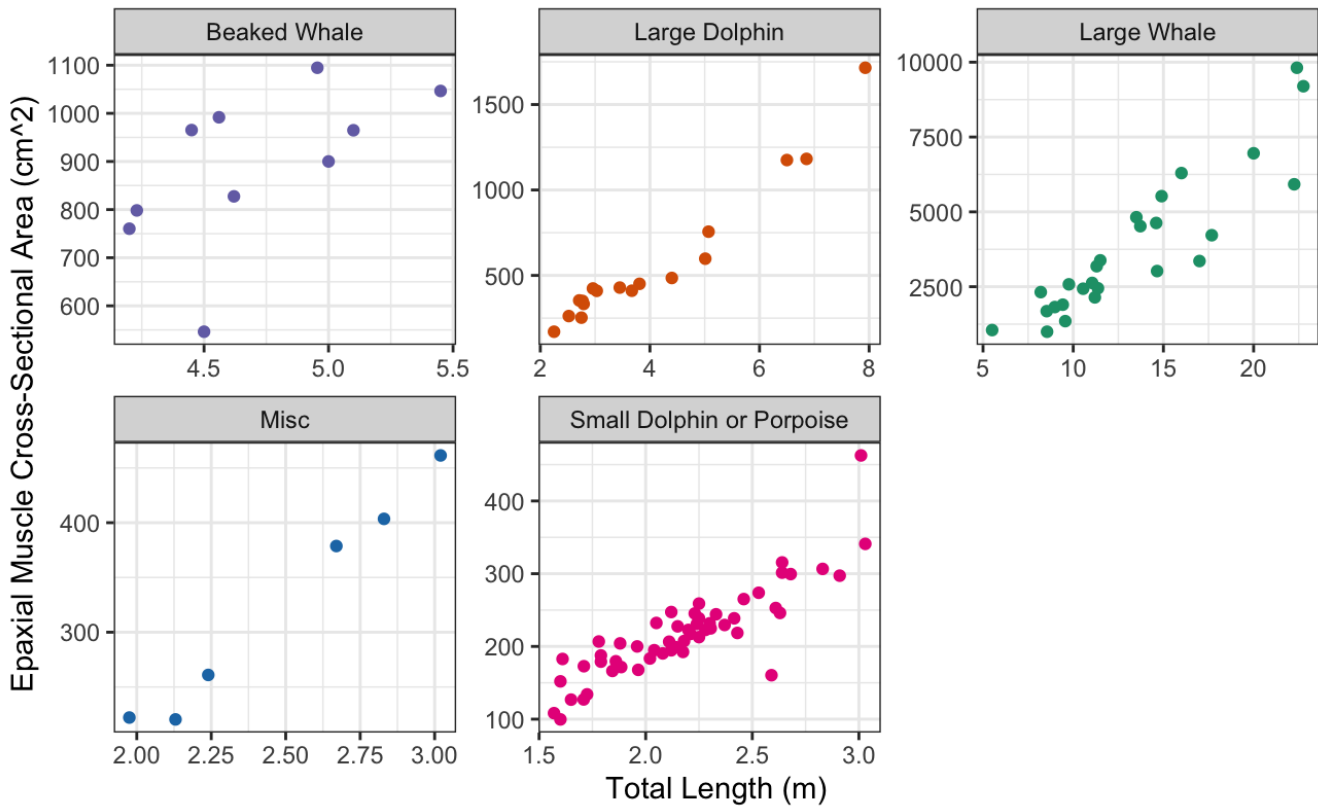 Beaked Whale
Large Dolphin
Large Whale
1100
1000
900
800
700
600
4.5 5.0 5.5
1500
1000
500
2 4 6 8
10000
7500
5000
2500
5 10 15 20
Misc
Small Dolphin or Porpoise
400
300
2.00 2.25 2.50 2.75 3.00
400
300
200
100
1.5 2.0 2.5 3.0
Epaxial Muscle Cross-Sectional Area (cm^2)
Total Length (m)